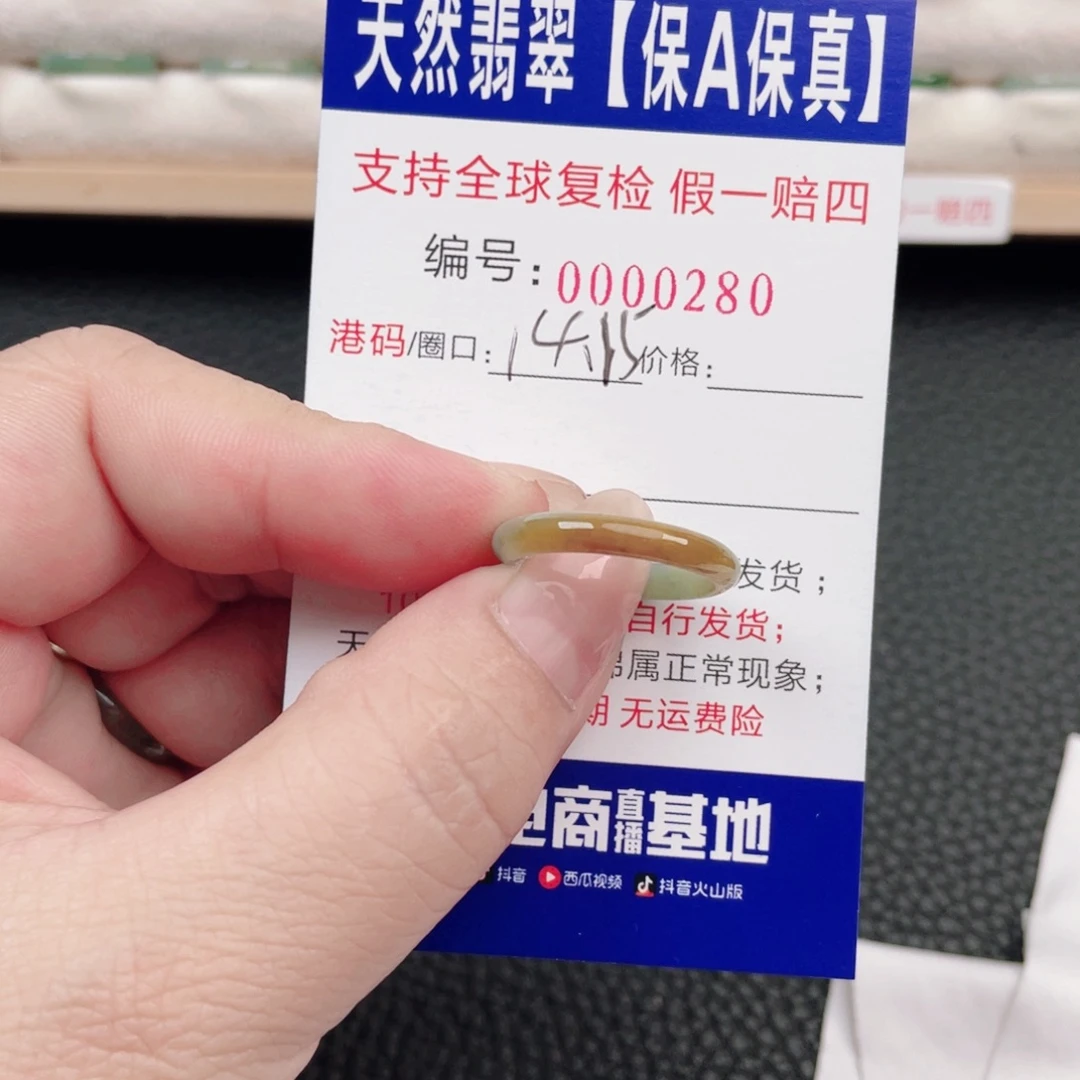 天然翡翠【保A保真】
支持全球复检 假一赔四
编号:0000280
港码/圈口: 价格:
发货;
自行发货;
属正常现象;
期 无运费险
电商直播基地
抖音 西瓜视频 抖音火山版